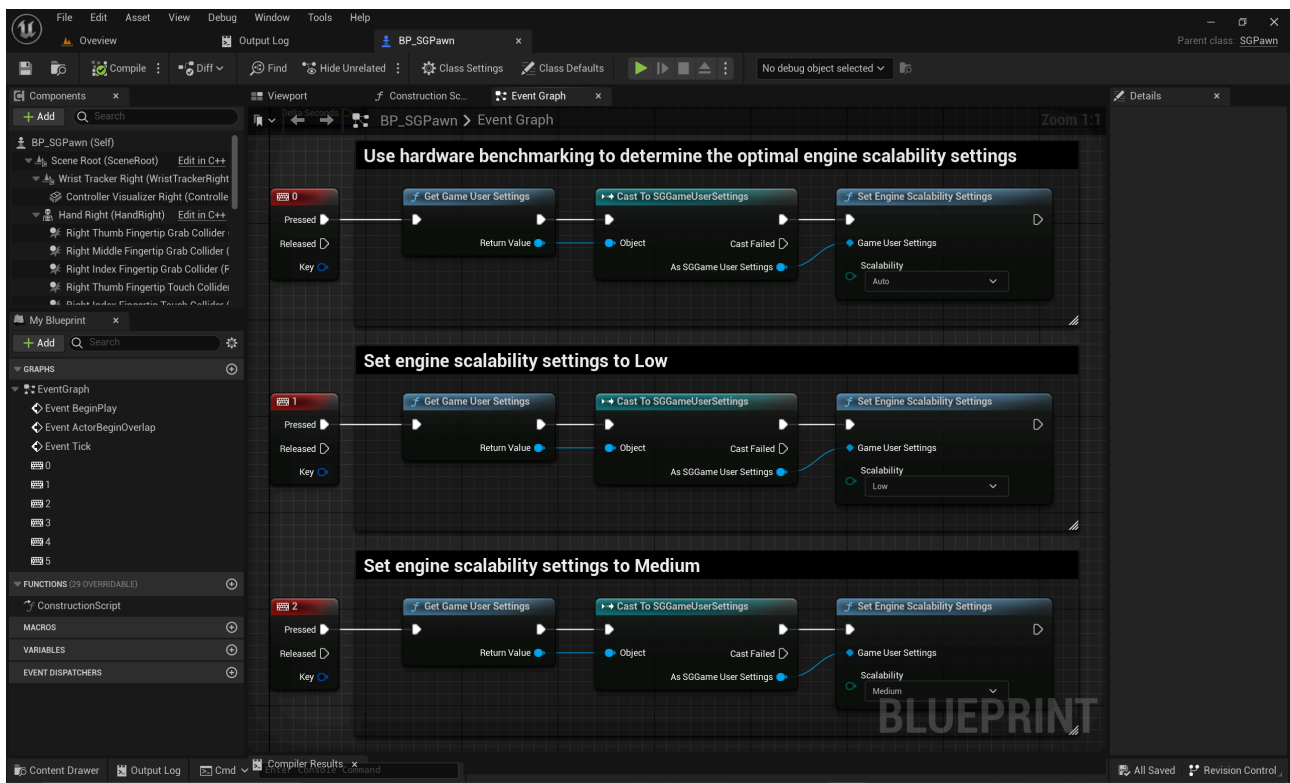 File Edit Asset View Debug Window Tools Help
Oveview
Output Log
BP_SGPawn
Parent class: SGPawn
Compile
Diff
Find
Hide Unrelated
Class Settings
Class Defaults
No debug object selected
Components
Viewport
Construction Sc...
Event Graph
Details
Add
Search
Delta Seconds
BP_SGPawn > Event Graph
Zoom 1:1
BP_SGPawn (Self)
Scene Root (SceneRoot) Edit in C++
Wrist Tracker Right (WristTrackerRight
Controller Visualizer Right (Controlle
Hand Right (HandRight) Edit in C++
Right Thumb Fingertip Grab Collider (
Right Middle Fingertip Grab Collider (
Right Index Fingertip Grab Collider (F
Right Thumb Fingertip Touch Collider
Right Index Fingertip Touch Collider (
My Blueprint
Add
Search
GRAPHS
EventGraph
Event BeginPlay
Event ActorBeginOverlap
Event Tick
0
1
2
3
4
5
FUNCTIONS (29 OVERRIDABLE)
ConstructionScript
MACROS
VARIABLES
EVENT DISPATCHERS
Use hardware benchmarking to determine the optimal engine scalability settings
0
Pressed
Released
Key
Get Game User Settings
Return Value
Cast To SGGameUserSettings
Object
Cast Failed
As SGGame User Settings
Set Engine Scalability Settings
Game User Settings
Scalability
Auto
Set engine scalability settings to Low
1
Pressed
Released
Key
Get Game User Settings
Return Value
Cast To SGGameUserSettings
Object
Cast Failed
As SGGame User Settings
Set Engine Scalability Settings
Game User Settings
Scalability
Low
Set engine scalability settings to Medium
2
Pressed
Released
Key
Get Game User Settings
Return Value
Cast To SGGameUserSettings
Object
Cast Failed
As SGGame User Settings
Set Engine Scalability Settings
Game User Settings
Scalability
Medium
BLUEPRINT
Compiler Results
Content Drawer
Output Log
Cmd
Enter Console Command
All Saved
Revision Control